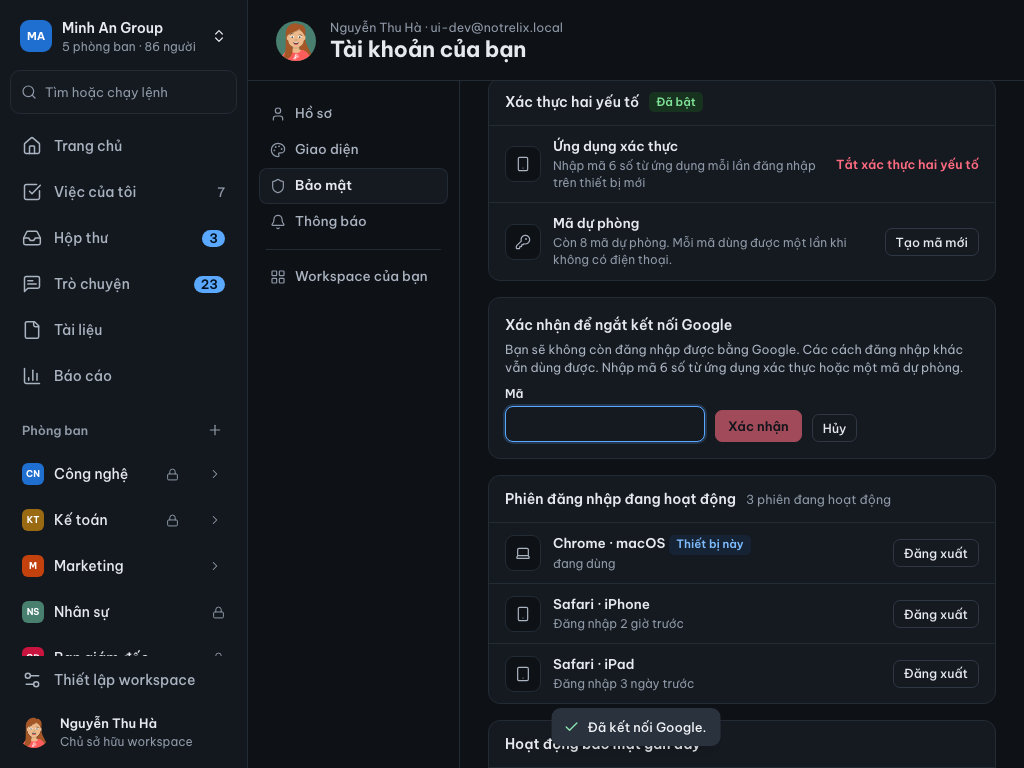 MA
Minh An Group
5 phòng ban · 86 người
Tìm hoặc chạy lệnh
Trang chủ
Việc của tôi 7
Hộp thư 3
Trò chuyện 23
Tài liệu
Báo cáo
Phòng ban
CN Công nghệ
KT Kế toán
M Marketing
NS Nhân sự
Thiết lập workspace
Nguyễn Thu Hà
Chủ sở hữu workspace
Nguyễn Thu Hà · ui-dev@notrelix.local
Tài khoản của bạn
Hồ sơ
Giao diện
Bảo mật
Thông báo
Workspace của bạn
Xác thực hai yếu tố Đã bật
Ứng dụng xác thực
Nhập mã 6 số từ ứng dụng mỗi lần đăng nhập
trên thiết bị mới
Tắt xác thực hai yếu tố
Mã dự phòng
Còn 8 mã dự phòng. Mỗi mã dùng được một lần khi
không có điện thoại.
Tạo mã mới
Xác nhận để ngắt kết nối Google
Bạn sẽ không còn đăng nhập được bằng Google. Các cách đăng nhập khác
vẫn dùng được. Nhập mã 6 số từ ứng dụng xác thực hoặc một mã dự phòng.
Mã
Xác nhận Hủy
Phiên đăng nhập đang hoạt động 3 phiên đang hoạt động
Chrome · macOS Thiết bị này
đang dùng
Đăng xuất
Safari · iPhone
Đăng nhập 2 giờ trước
Đăng xuất
Safari · iPad
Đăng nhập 3 ngày trước
Đăng xuất
Đã kết nối Google.
Hoạt động bảo mật gần đây